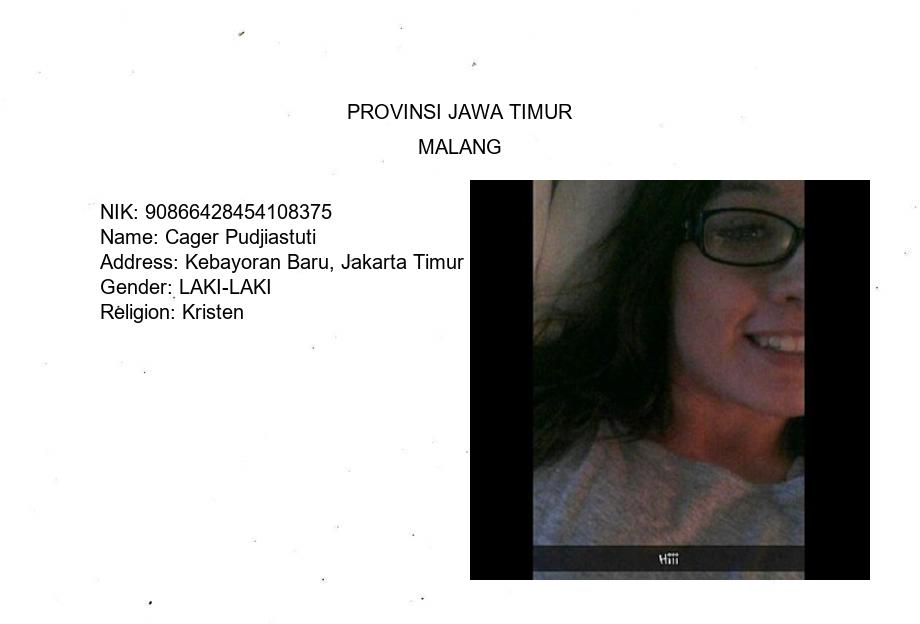 PROVINSI JAWA TIMUR
MALANG
NIK: 90866428454108375
Name: Cager Pudjiastuti
Address: Kebayoran Baru, Jakarta Timur
Gender: LAKI-LAKI
Religion: Kristen
Hiii